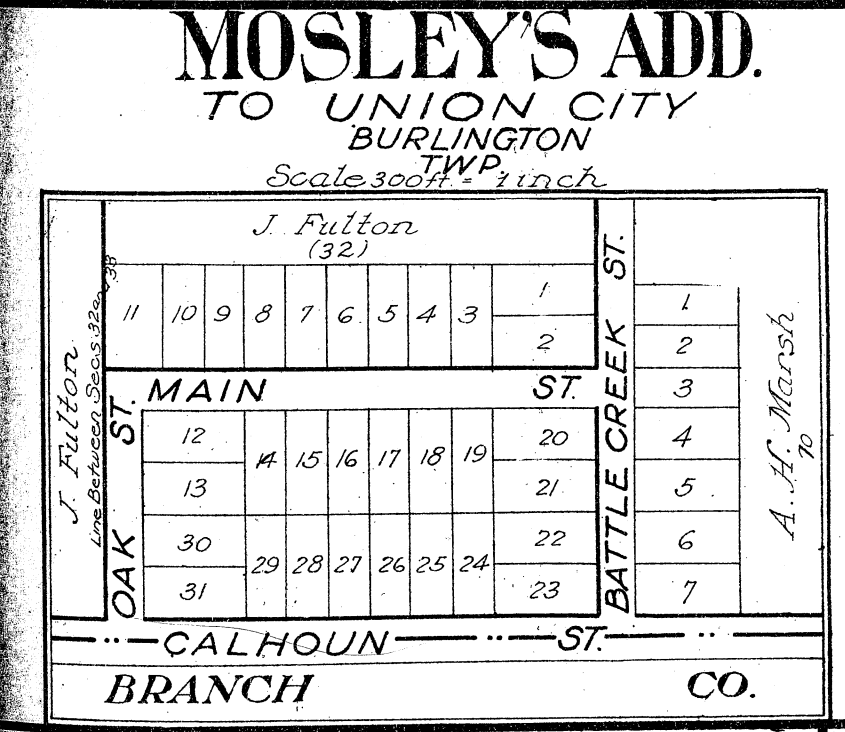 MOSLEY'S ADD.
TO UNION CITY
BURLINGTON
TWP.
Scale 300 ft. = 1 inch
J. Fulton
(32)
J. Fulton
Line Between Secs. 32 and 33
11 10 9 8 7 6 5 4 3
1
2
MAIN ST.
OAK ST.
BATTLE CREEK ST.
12
13
14 15 16 17 18 19
20
21
30
31
29 28 27 26 25 24
22
23
1
2
3
4
5
6
7
A. H. Marsh
70
CALHOUN ST.
BRANCH CO.